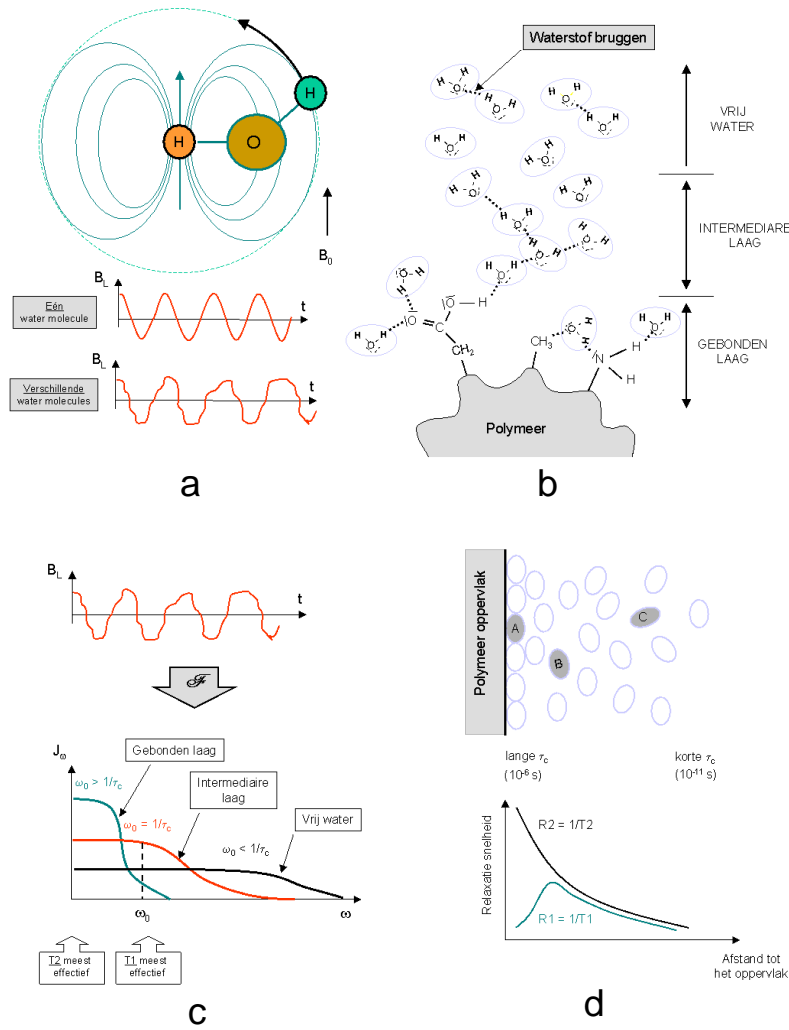 H
H
O
B0
BL
t
Eén
water molecule
BL
t
Verschillende
water molecules
a
Waterstof bruggen
VRIJ
WATER
INTERMEDIARE
LAAG
GEBONDEN
LAAG
H
H
O
H
H
O
H
H
O
H
H
O
H
H
O
H
H
O
H
H
O
H
H
O
H
H
O
H
H
O
H
H
O
H
H
O
H
H
O
H
H
O
H
H
O
H
H
O
|O
H
|O
C
CH2
CH3
N
H
H
H
Polymeer
b
BL
t
ℱ
Jω
Gebonden laag
ω0 > 1/τc
Intermediaire
laag
ω0 = 1/τc
Vrij water
ω0 < 1/τc
ω0
ω
T2 meest
effectief
T1 meest
effectief
c
Polymeer oppervlak
A
B
C
lange τc
(10-6 s)
korte τc
(10-11 s)
Relaxatie snelheid
R2 = 1/T2
R1 = 1/T1
Afstand tot
het oppervlak
d